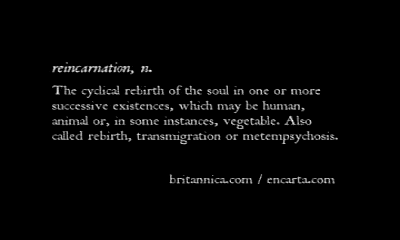 reincarnation, n.
The cyclical rebirth of the soul in one or more
successive existences, which may be human,
animal or, in some instances, vegetable. Also
called rebirth, transmigration or metempsychosis.
britannica.com / encarta.com